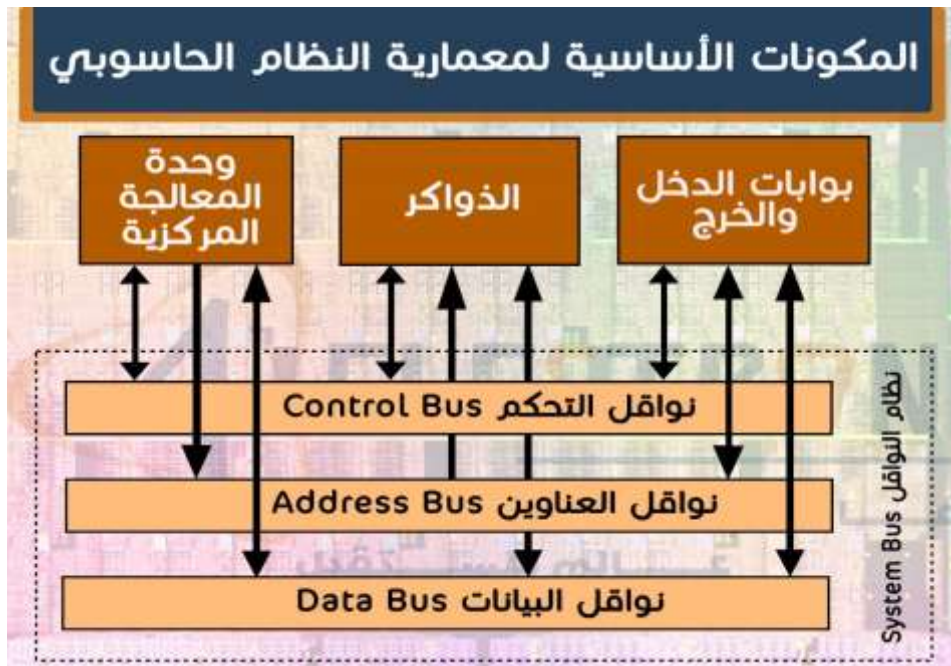 المكونات الأساسية لمعمارية النظام الحاسوبي
بوابات الدخل
والخرج
الذواكر
وحدة
المعالجة
المركزية
نواقل التحكم Control Bus
نواقل العناوين Address Bus
نواقل البيانات Data Bus
نظام النواقل System Bus